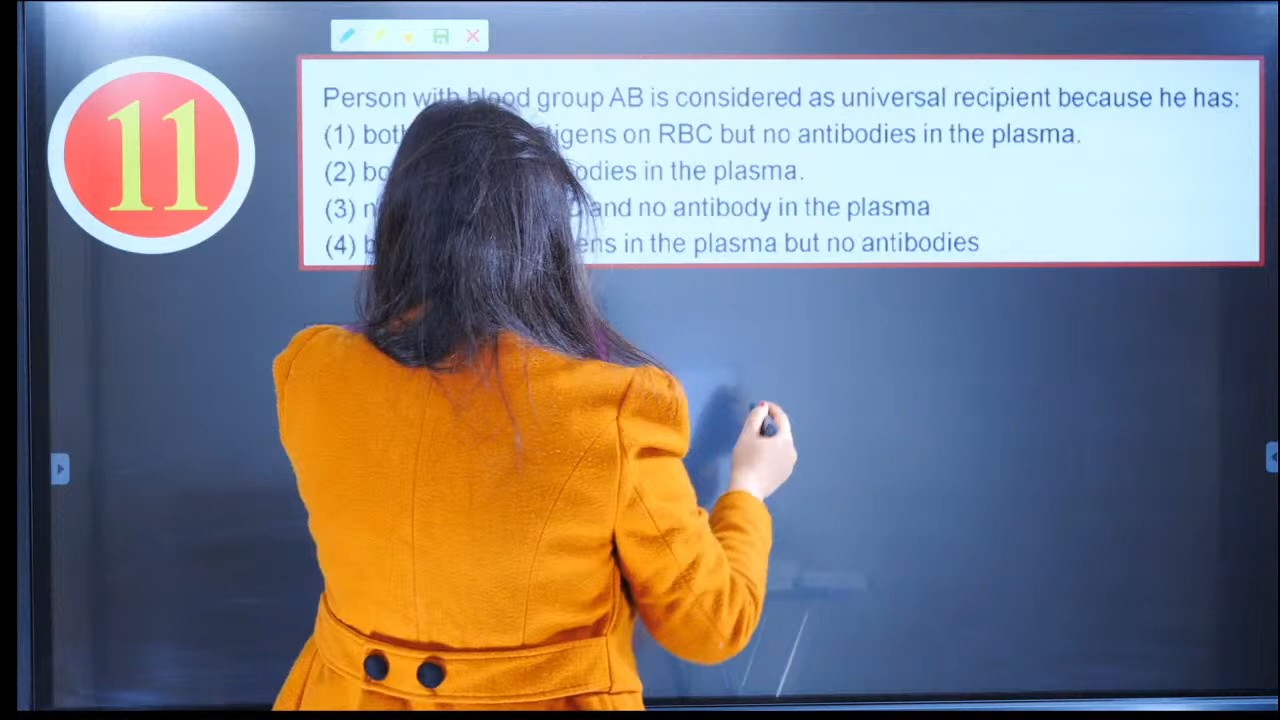 11
Person with blood group AB is considered as universal recipient because he has:
(1) both tigens on RBC but no antibodies in the plasma.
(2) bo odies in the plasma.
(3) n and no antibody in the plasma
(4) b ens in the plasma but no antibodies